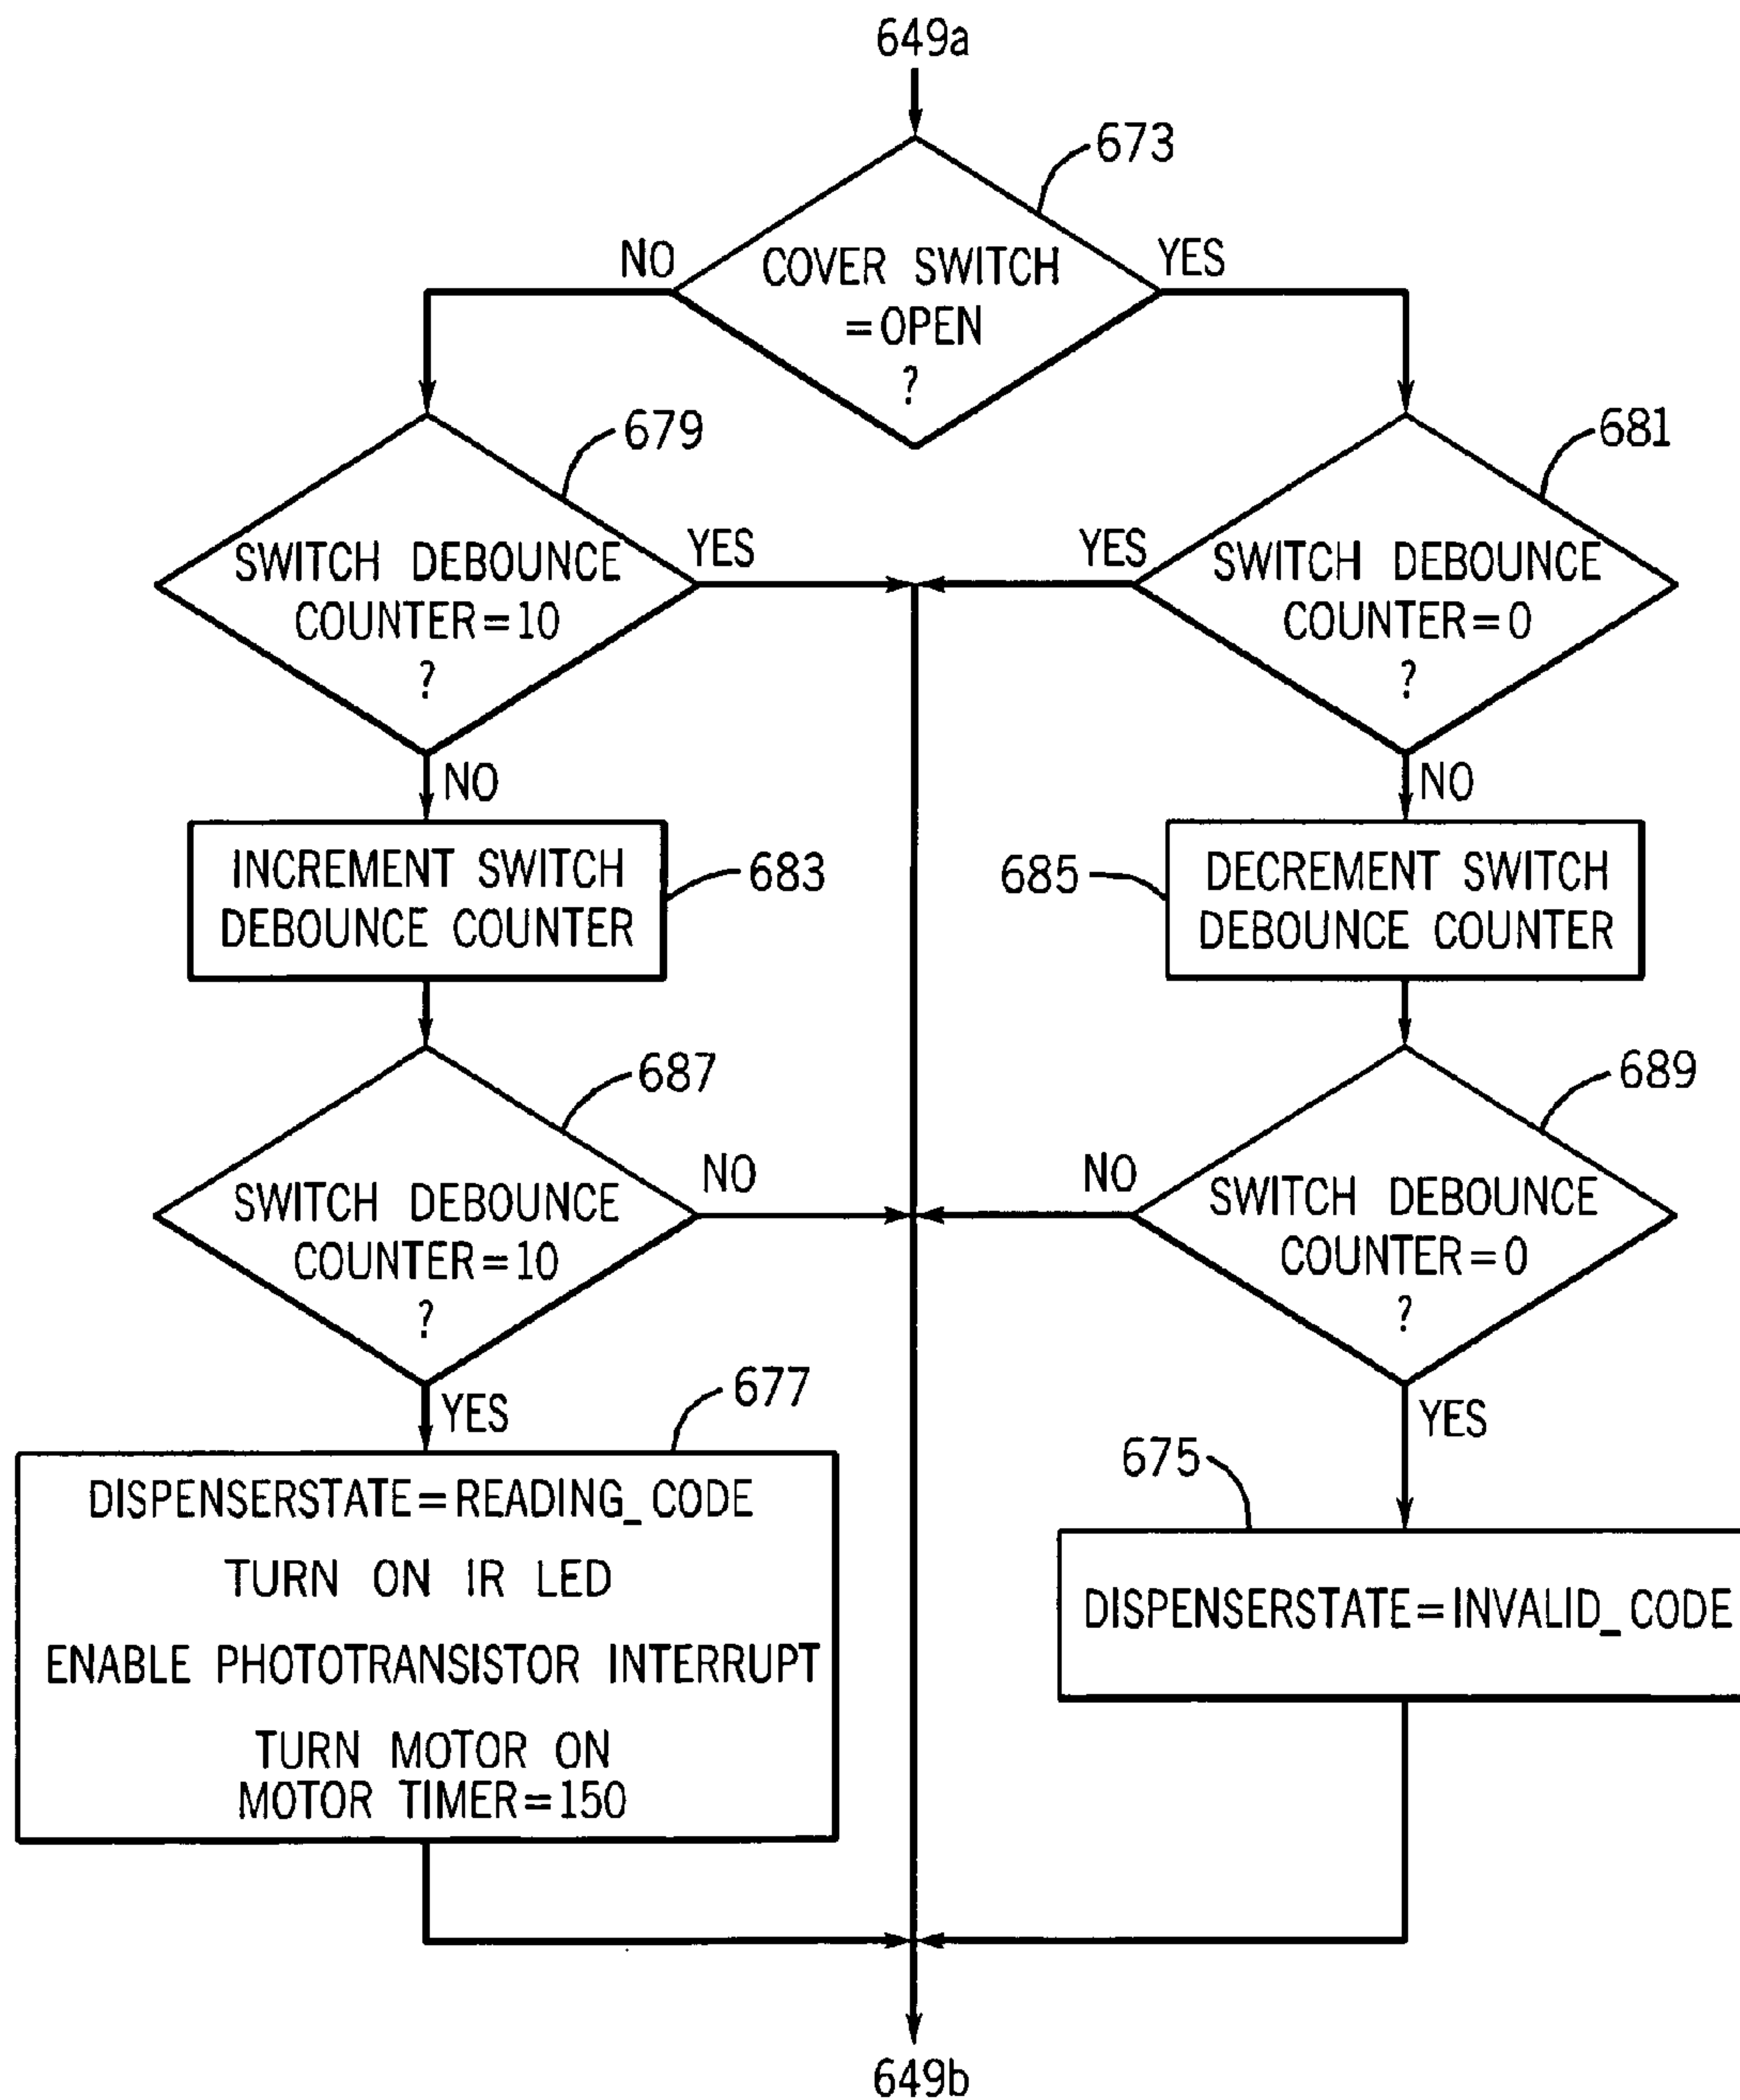 649a
673
NO
COVER SWITCH
=OPEN
?
YES
679
681
SWITCH DEBOUNCE
COUNTER=10
?
YES
YES
SWITCH DEBOUNCE
COUNTER=0
?
NO
NO
INCREMENT SWITCH
DEBOUNCE COUNTER
683
685
DECREMENT SWITCH
DEBOUNCE COUNTER
687
689
SWITCH DEBOUNCE
COUNTER=10
?
NO
NO
SWITCH DEBOUNCE
COUNTER=0
?
YES
677
YES
675
DISPENSERSTATE=READING_CODE
TURN ON IR LED
ENABLE PHOTOTRANSISTOR INTERRUPT
TURN MOTOR ON
MOTOR TIMER=150
DISPENSERSTATE=INVALID_CODE
649b